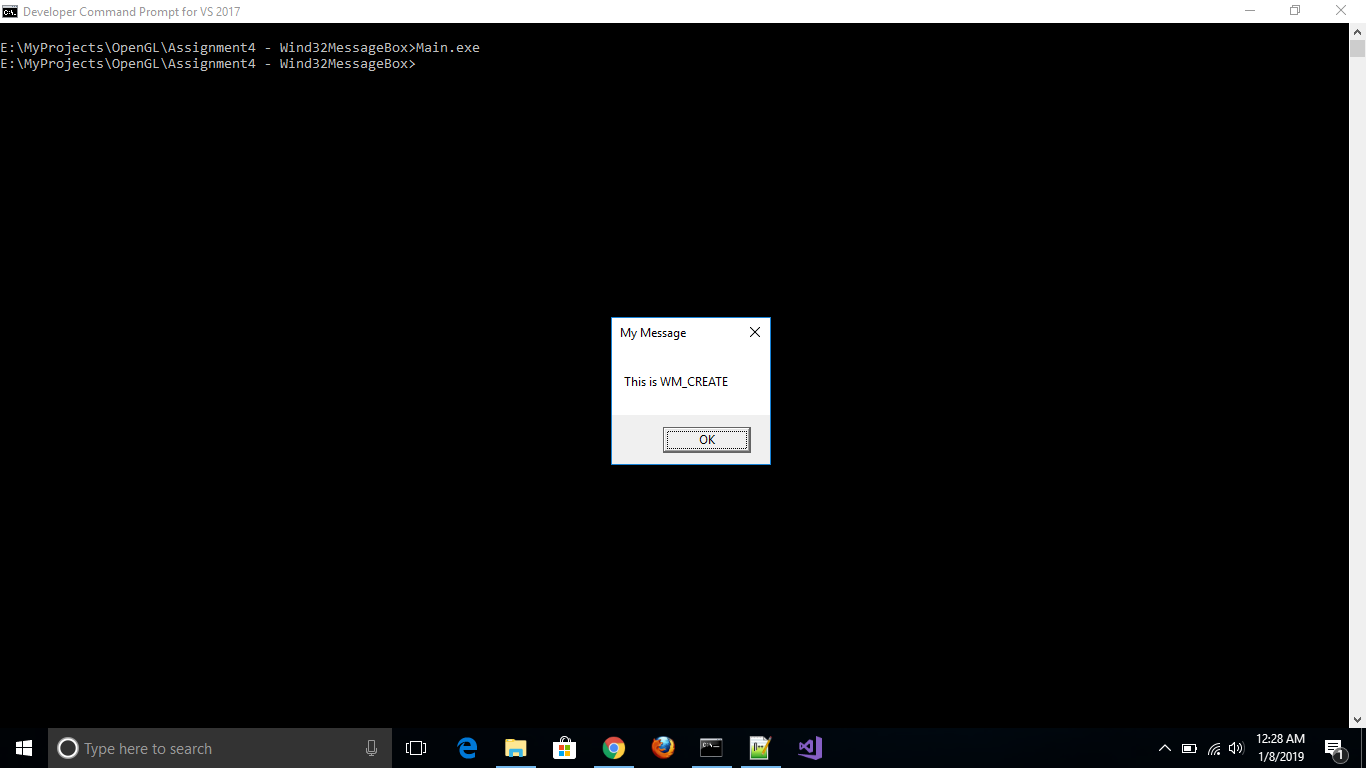 Developer Command Prompt for VS 2017
E:\MyProjects\OpenGL\Assignment4 - Wind32MessageBox>Main.exe
E:\MyProjects\OpenGL\Assignment4 - Wind32MessageBox>
My Message
This is WM_CREATE
OK
Type here to search
12:28 AM
1/8/2019
1